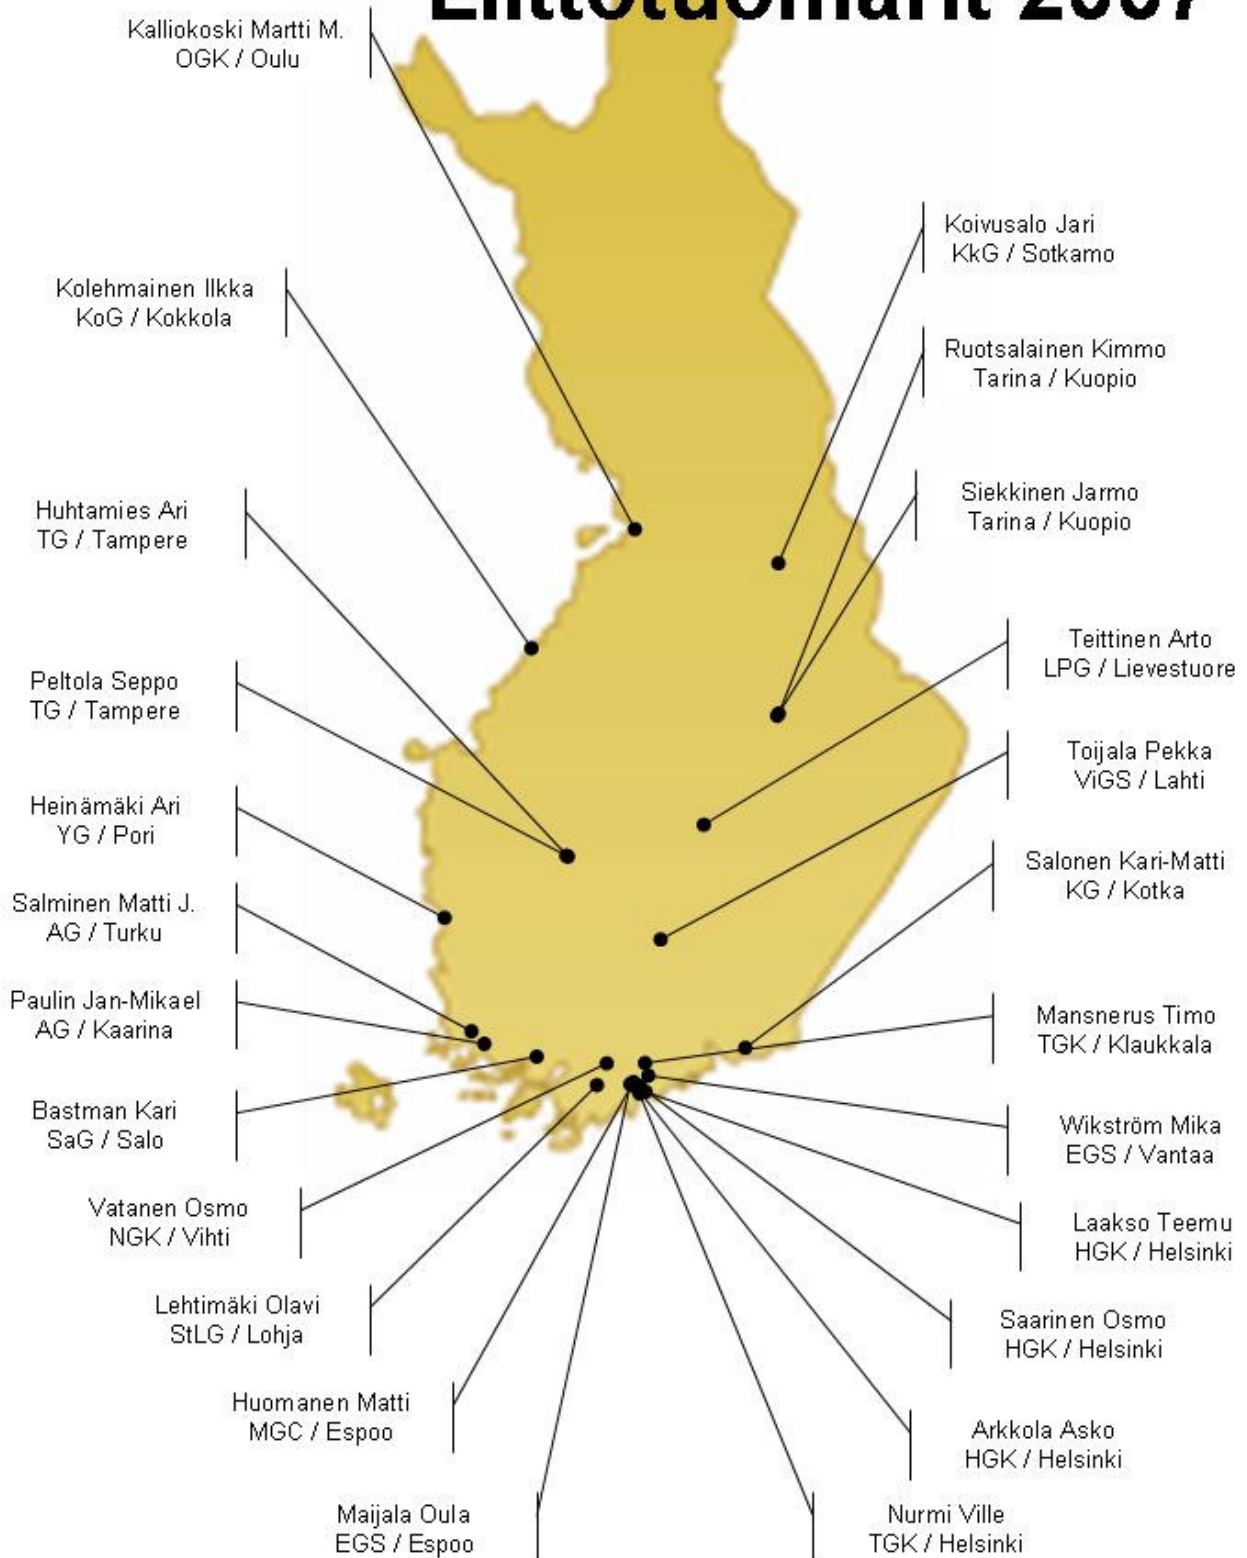 Liittotuomarit 2007
Kalliokoski Martti M.
OGK / Oulu
Kolehmainen Ilkka
KoG / Kokkola
Huhtamies Ari
TG / Tampere
Peltola Seppo
TG / Tampere
Heinämäki Ari
YG / Pori
Salminen Matti J.
AG / Turku
Paulin Jan-Mikael
AG / Kaarina
Bastman Kari
SaG / Salo
Vatanen Osmo
NGK / Vihti
Lehtimäki Olavi
StLG / Lohja
Huomanen Matti
MGC / Espoo
Maijala Oula
EGS / Espoo
Koivusalo Jari
KkG / Sotkamo
Ruotsalainen Kimmo
Tarina / Kuopio
Siekkinen Jarmo
Tarina / Kuopio
Teittinen Arto
LPG / Lievestuore
Toijala Pekka
ViGS / Lahti
Salonen Kari-Matti
KG / Kotka
Mansnerus Timo
TGK / Klaukkala
Wikström Mika
EGS / Vantaa
Laakso Teemu
HGK / Helsinki
Saarinen Osmo
HGK / Helsinki
Arkkola Asko
HGK / Helsinki
Nurmi Ville
TGK / Helsinki